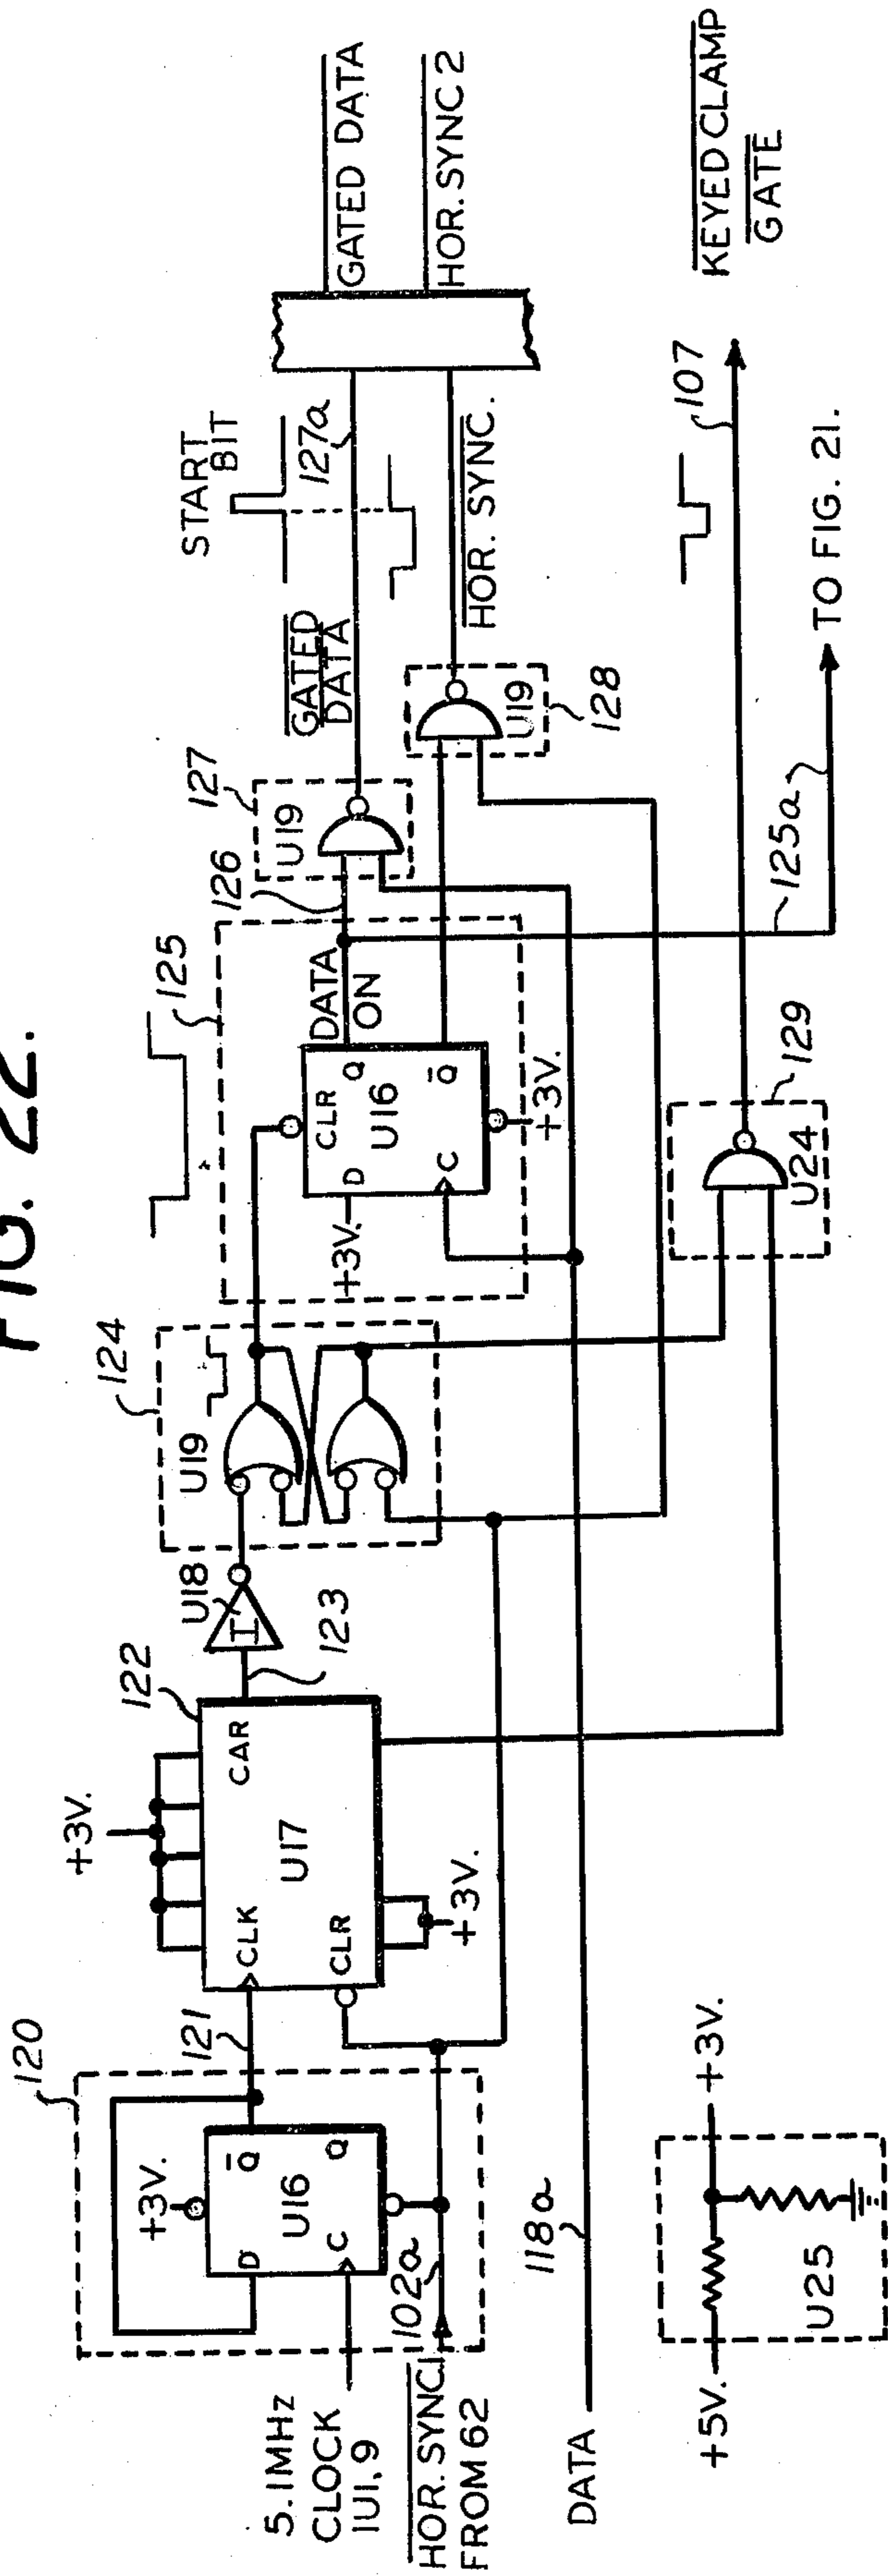 FIG. 22.
120
+3V.
D
Q̅
U16
C
Q
5.1MHz
CLOCK
1U1,9
102a
HOR. SYNC1
FROM 62
121
+3V.
122
CLK
CAR
U17
CLR
+3V.
123
U18
I
124
U19
125
+3V.
D
CLR
Q
U16
C
Q̅
+3V.
DATA
ON
126
127
U19
GATED
DATA
START
BIT
127a
U19
128
HOR. SYNC.
GATED DATA
HOR. SYNC 2
DATA
118a
U24
129
125a
TO FIG. 21.
107
KEYED CLAMP
GATE
+5V.
+3V.
U25